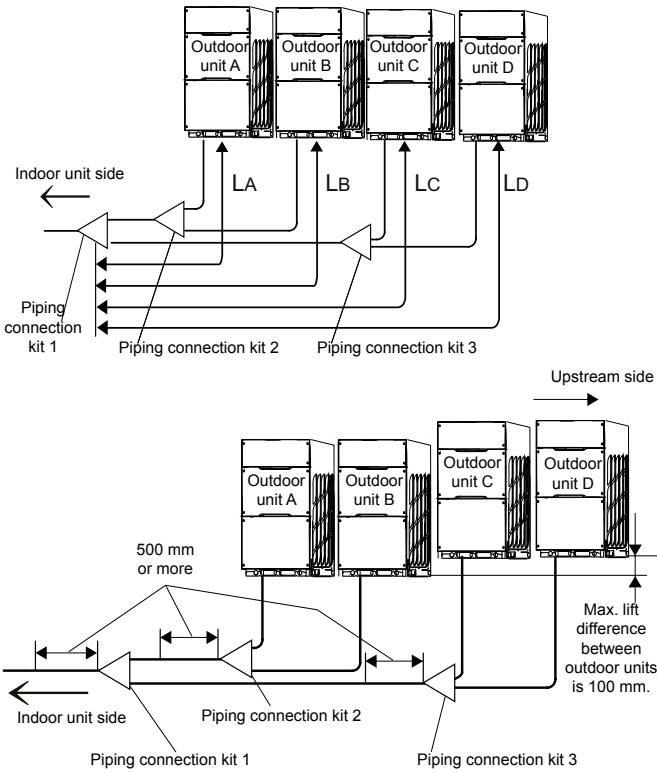 Outdoor
unit A
Outdoor
unit B
Outdoor
unit C
Outdoor
unit D
Indoor unit side
LA
LB
LC
LD
Piping
connection
kit 1
Piping connection kit 2
Piping connection kit 3
Upstream side
Outdoor
unit A
Outdoor
unit B
Outdoor
unit C
Outdoor
unit D
500 mm
or more
Max. lift
difference
between
outdoor units
is 100 mm.
Indoor unit side
Piping connection kit 2
Piping connection kit 1
Piping connection kit 3